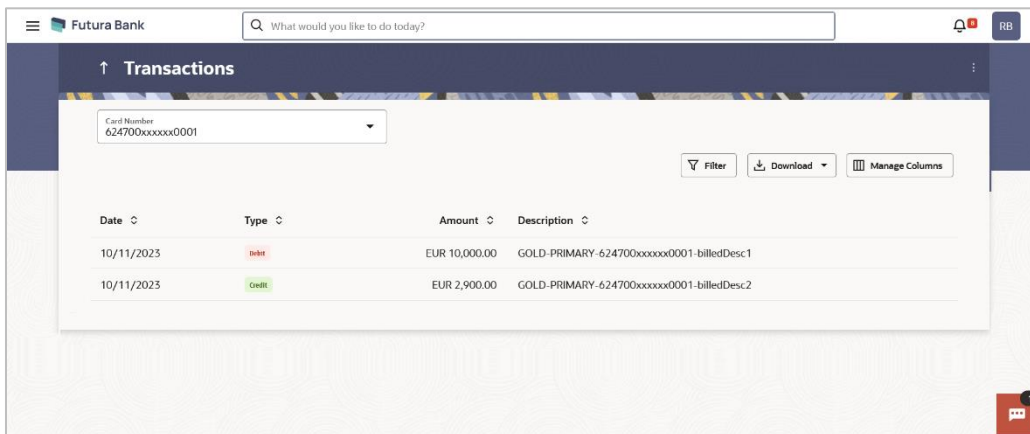 Futura Bank
What would you like to do today?
8
RB
↑ Transactions
Card Number
624700xxxxxx0001
Filter
Download
Manage Columns
Date Type Amount Description
10/11/2023 Debit EUR 10,000.00 GOLD-PRIMARY-624700xxxxxx0001-billedDesc1
10/11/2023 Credit EUR 2,900.00 GOLD-PRIMARY-624700xxxxxx0001-billedDesc2